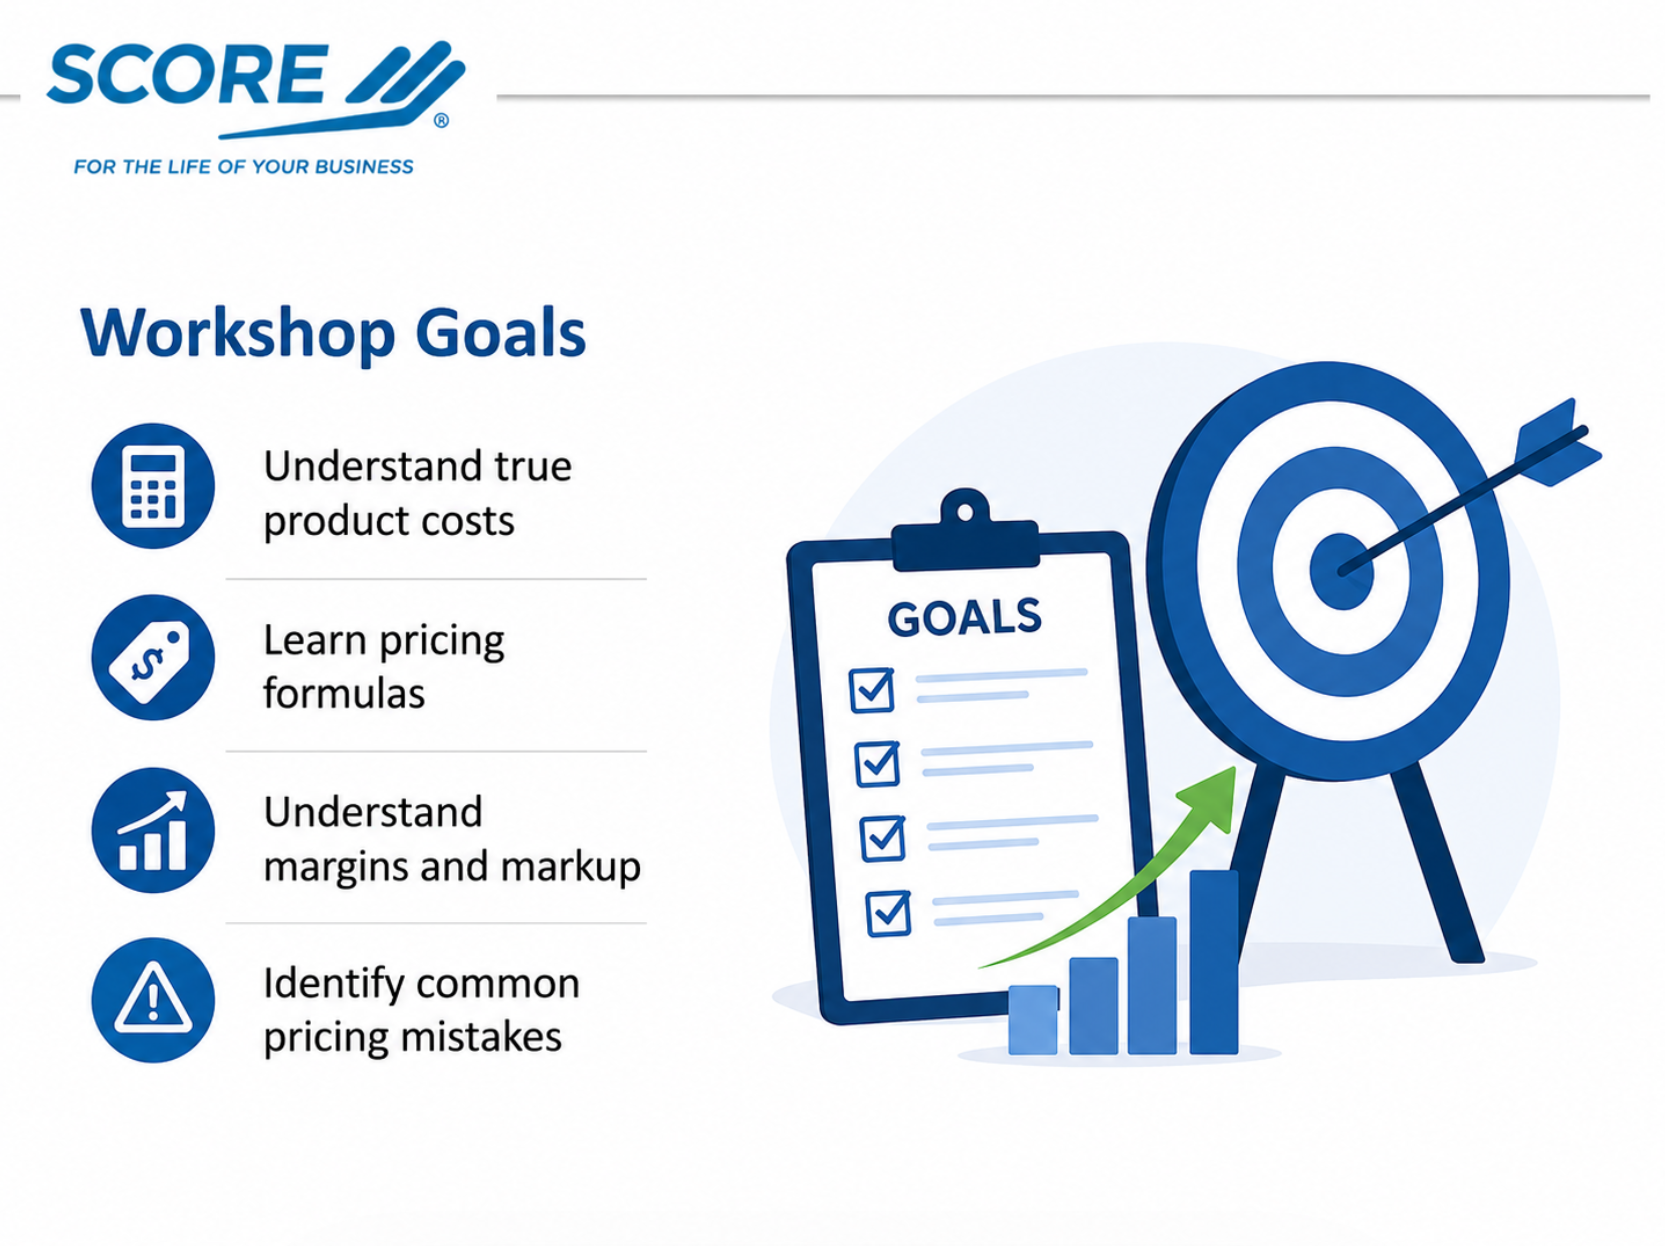 SCORE
®
FOR THE LIFE OF YOUR BUSINESS
Workshop Goals
Understand true
product costs
$
Learn pricing
formulas
Understand
margins and markup
!
Identify common
pricing mistakes
GOALS